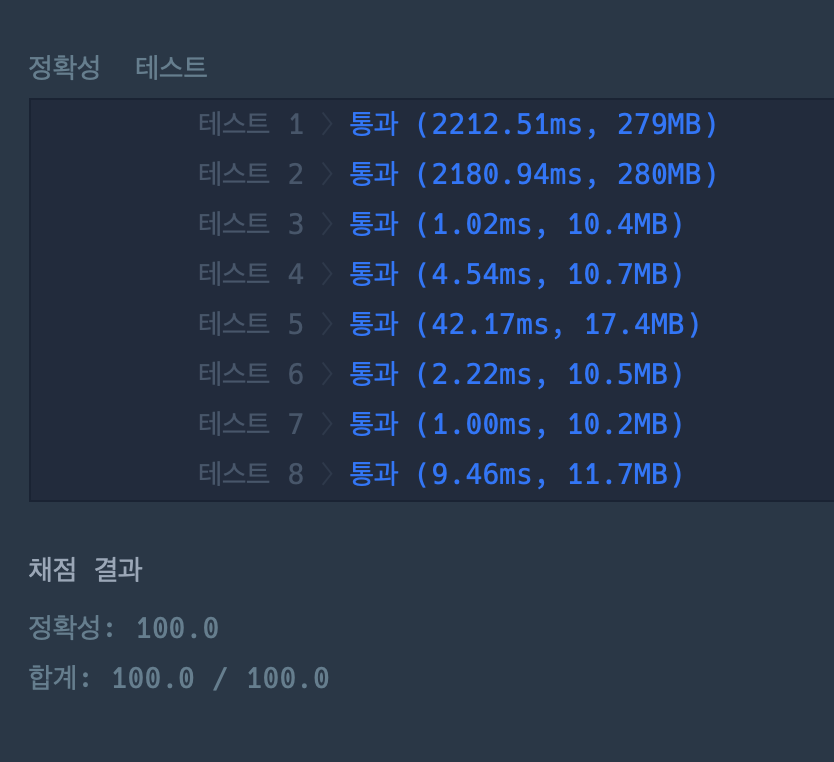 정확성 테스트
테스트 1 〉 통과 (2212.51ms, 279MB)
테스트 2 〉 통과 (2180.94ms, 280MB)
테스트 3 〉 통과 (1.02ms, 10.4MB)
테스트 4 〉 통과 (4.54ms, 10.7MB)
테스트 5 〉 통과 (42.17ms, 17.4MB)
테스트 6 〉 통과 (2.22ms, 10.5MB)
테스트 7 〉 통과 (1.00ms, 10.2MB)
테스트 8 〉 통과 (9.46ms, 11.7MB)
채점 결과
정확성: 100.0
합계: 100.0 / 100.0